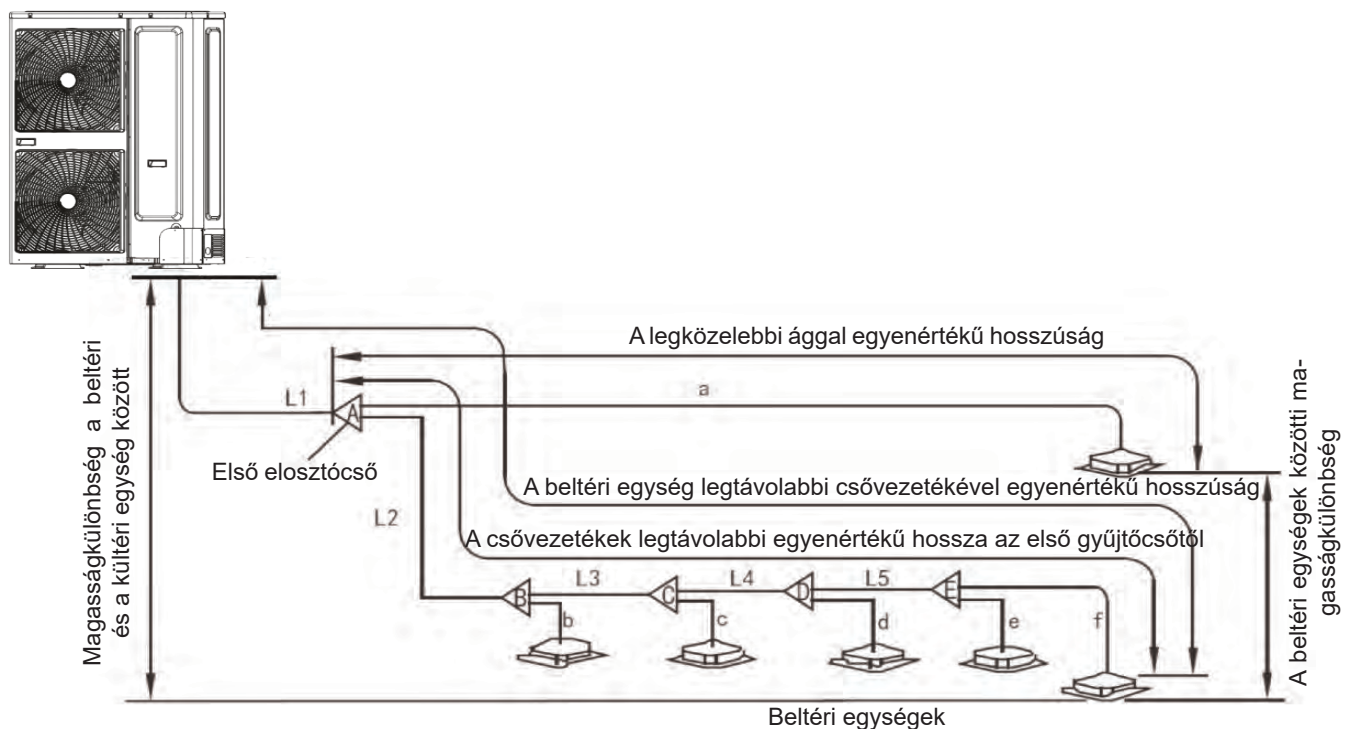 A legközelebbi ággal egyenértékű hosszúság
Magasságkülönbség a beltéri
és a kültéri egység között
L1
A
a
Első elosztócső
A beltéri egységek közötti ma-
gasságkülönbség
A beltéri egység legtávolabbi csővezetékével egyenértékű hosszúság
L2
A csővezetékek legtávolabbi egyenértékű hossza az első gyűjtőcsőtől
B
L3
C
L4
D
L5
E
b
c
d
e
f
Beltéri egységek